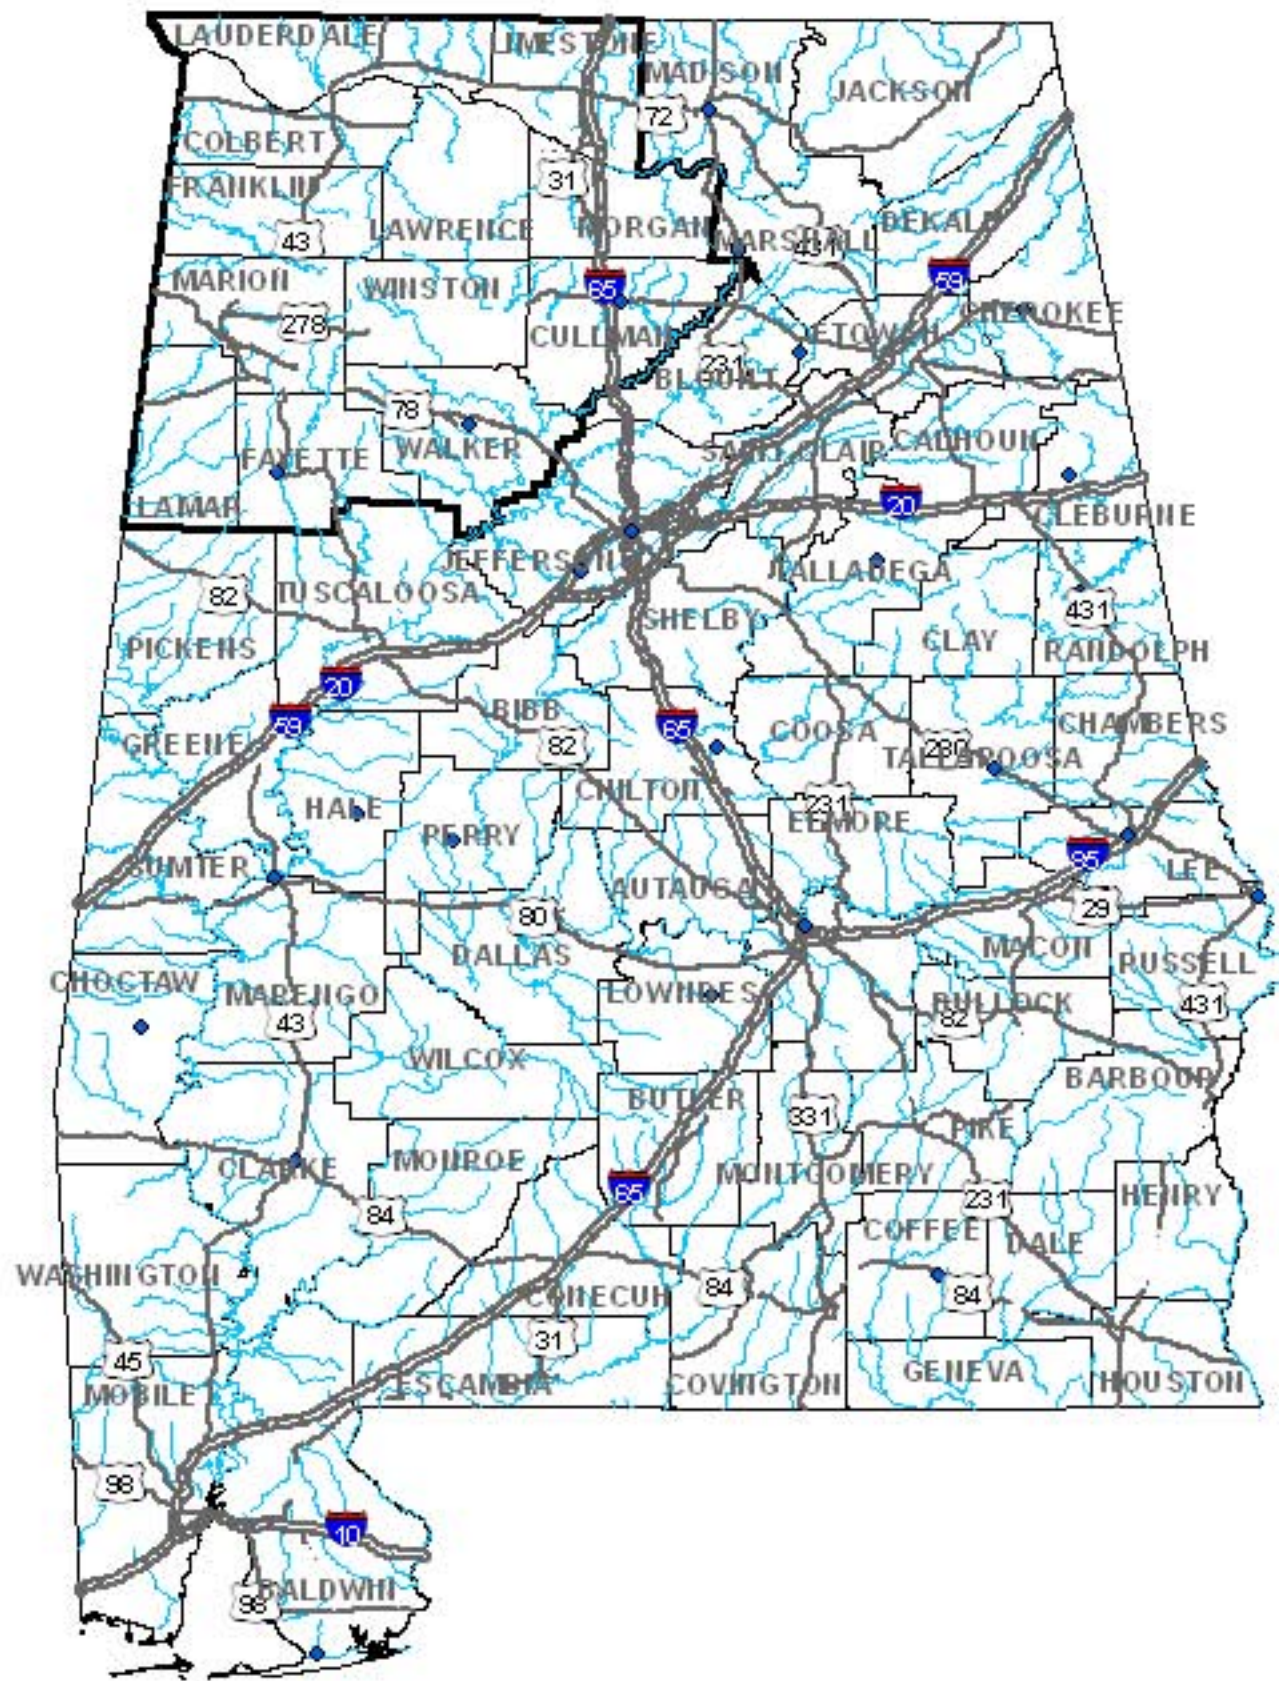 LAUDERDALE
LIMESTONE
MADISON
JACKSON
72
COLBERT
31
FRANKLIN
LAWRENCE
MORGAN
DEKALB
43
MARSHALL
431
MARION
WINSTON
65
59
278
CULLMAN
ETOWAH
CHEROKEE
231
BLOUNT
78
WALKER
SAINT CLAIR
CALHOUN
FAYETTE
LAMAR
20
CLEBURNE
JEFFERSON
TALLADEGA
82
TUSCALOOSA
SHELBY
431
PICKENS
CLAY
RANDOLPH
20
59
BIBB
65
COOSA
CHAMBERS
GREENE
82
280
TALLAPOOSA
HALE
CHILTON
231
PERRY
ELMORE
SUMTER
85
LEE
AUTAUGA
80
29
DALLAS
MACON
RUSSELL
CHOCTAW
MARENGO
LOWNDES
BULLOCK
431
43
82
WILCOX
BARBOUR
BUTLER
331
PIKE
CLARKE
MONROE
MONTGOMERY
65
HENRY
84
231
COFFEE
DALE
WASHINGTON
84
84
CONECUH
31
45
MOBILE
ESCAMBIA
COVINGTON
GENEVA
HOUSTON
98
10
98
BALDWIN